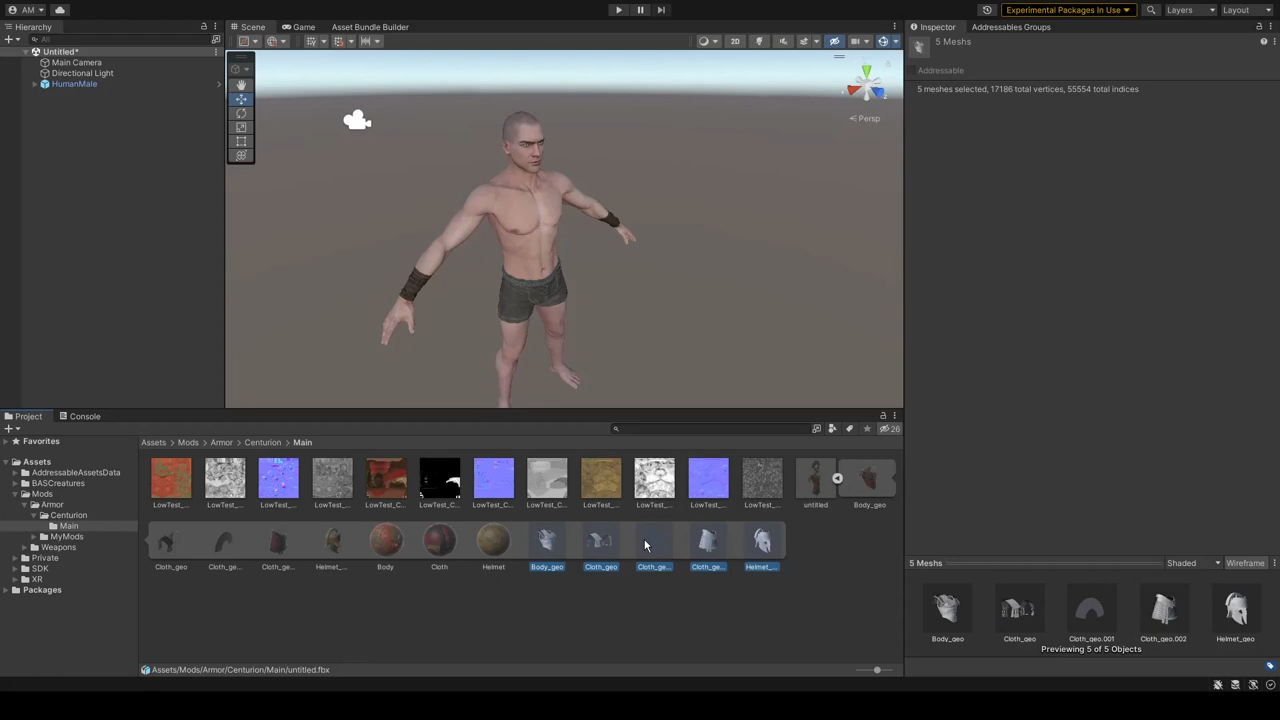 AM
Experimental Packages In Use
Layers
Layout
Hierarchy
Scene
Game
Asset Bundle Builder
Inspector
Addressables Groups
All
2D
5 Meshs
Untitled*
Main Camera
Directional Light
HumanMale
Addressable
5 meshes selected, 17186 total vertices, 55554 total indices
Persp
Project
Console
26
Favorites
Assets
AddressableAssetsData
BASCreatures
Mods
Armor
Centurion
Main
MyMods
Weapons
Private
SDK
XR
Packages
Assets > Mods > Armor > Centurion > Main
LowTest_... LowTest_... LowTest_... LowTest_... LowTest_C... LowTest_C... LowTest_C... LowTest_C... LowTest_... LowTest_... LowTest_... LowTest_... untitled Body_geo
Cloth_geo Cloth_ge... Cloth_ge... Helmet_... Body Cloth Helmet Body_geo Cloth_geo Cloth_ge... Cloth_ge... Helmet_...
Assets/Mods/Armor/Centurion/Main/untitled.fbx
5 Meshes
Shaded
Wireframe
Body_geo Cloth_geo Cloth_geo.001 Cloth_geo.002 Helmet_geo
Previewing 5 of 5 Objects